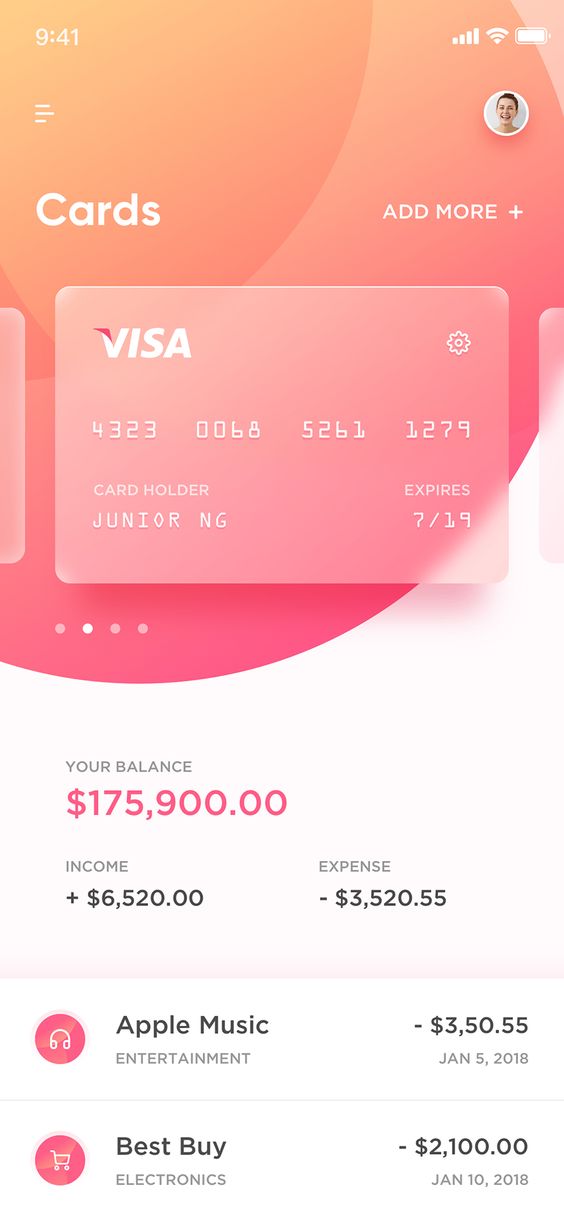 9:41
Cards
ADD MORE +
VISA
4323 0068 5261 1279
CARD HOLDER EXPIRES
JUNIOR NG 7/19
YOUR BALANCE
$175,900.00
INCOME EXPENSE
+ $6,520.00 - $3,520.55
Apple Music - $3,50.55
ENTERTAINMENT JAN 5, 2018
Best Buy - $2,100.00
ELECTRONICS JAN 10, 2018